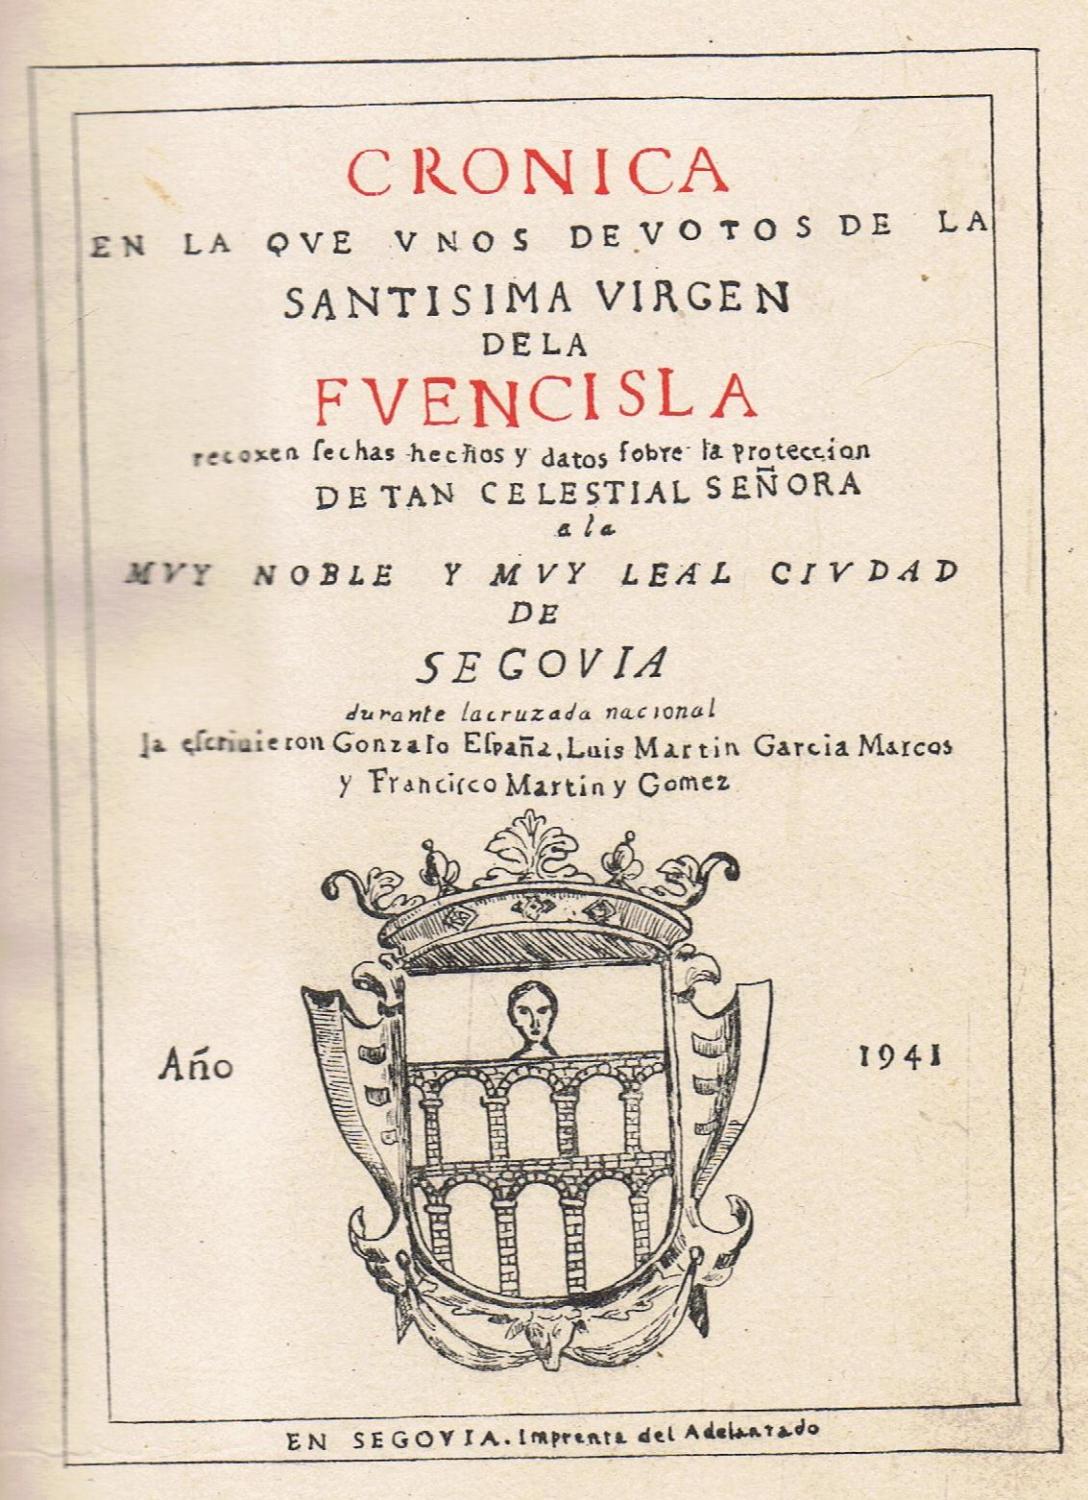 CRONICA
EN LA QVE VNOS DEVOTOS DE LA
SANTISIMA VIRGEN
DE LA
FVENCISLA
recoxen fechas hechos y datos ſobre la proteccion
DE TAN CELESTIAL SEÑORA
a la
MVY NOBLE Y MVY LEAL CIVDAD
DE
SEGOVIA
durante la cruzada nacional
la eſcriuieron Gonzalo Eſpaña, Luis Martin Garcia Marcos
y Franciſco Martin y Gomez
Año 1941
EN SEGOVIA. Imprenta del Adelantado